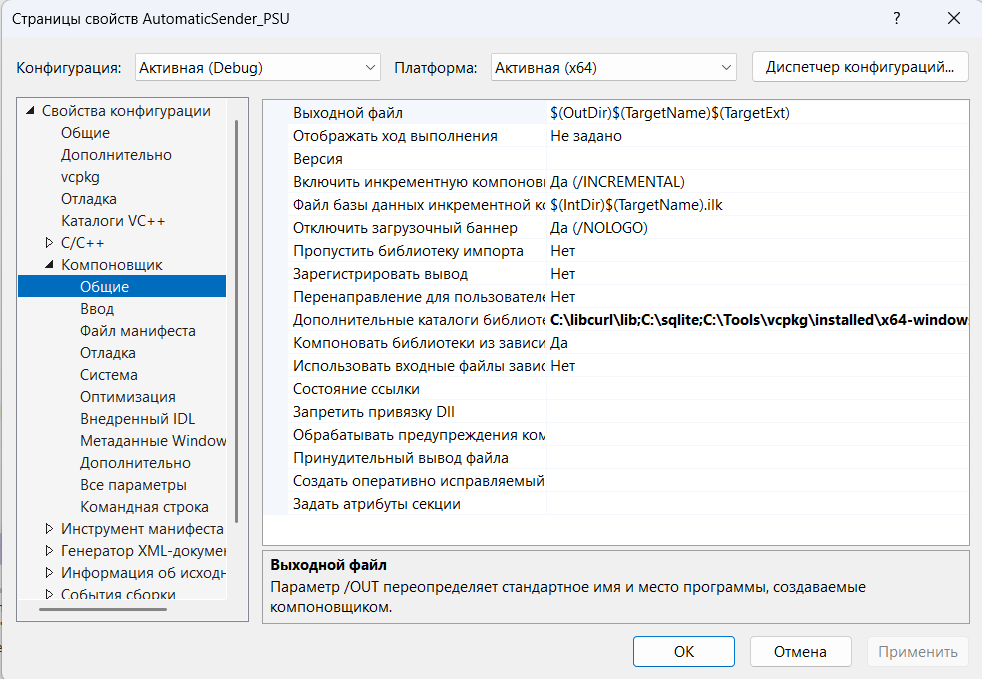 Страницы свойств AutomaticSender_PSU
?
Конфигурация: Активная (Debug) Платформа: Активная (x64) Диспетчер конфигураций...
Свойства конфигурации
Общие
Дополнительно
vcpkg
Отладка
Каталоги VC++
C/C++
Компоновщик
Общие
Ввод
Файл манифеста
Отладка
Система
Оптимизация
Внедренный IDL
Метаданные Window
Дополнительно
Все параметры
Командная строка
Инструмент манифеста
Генератор XML-докумен
Информация об исходн
События сборки
Выходной файл $(OutDir)$(TargetName)$(TargetExt)
Отображать ход выполнения Не задано
Версия
Включить инкрементную компонов Да (/INCREMENTAL)
Файл базы данных инкрементной к $(IntDir)$(TargetName).ilk
Отключить загрузочный баннер Да (/NOLOGO)
Пропустить библиотеку импорта Нет
Зарегистрировать вывод Нет
Перенаправление для пользователе Нет
Дополнительные каталоги библиоте C:\libcurl\lib;C:\sqlite;C:\Tools\vcpkg\installed\x64-window
Компоновать библиотеки из зависи Да
Использовать входные файлы завис Нет
Состояние ссылки
Запретить привязку Dll
Обрабатывать предупреждения ком
Принудительный вывод файла
Создать оперативно исправляемый
Задать атрибуты секции
Выходной файл
Параметр /OUT переопределяет стандартное имя и место программы, создаваемые
компоновщиком.
ОК Отмена Применить